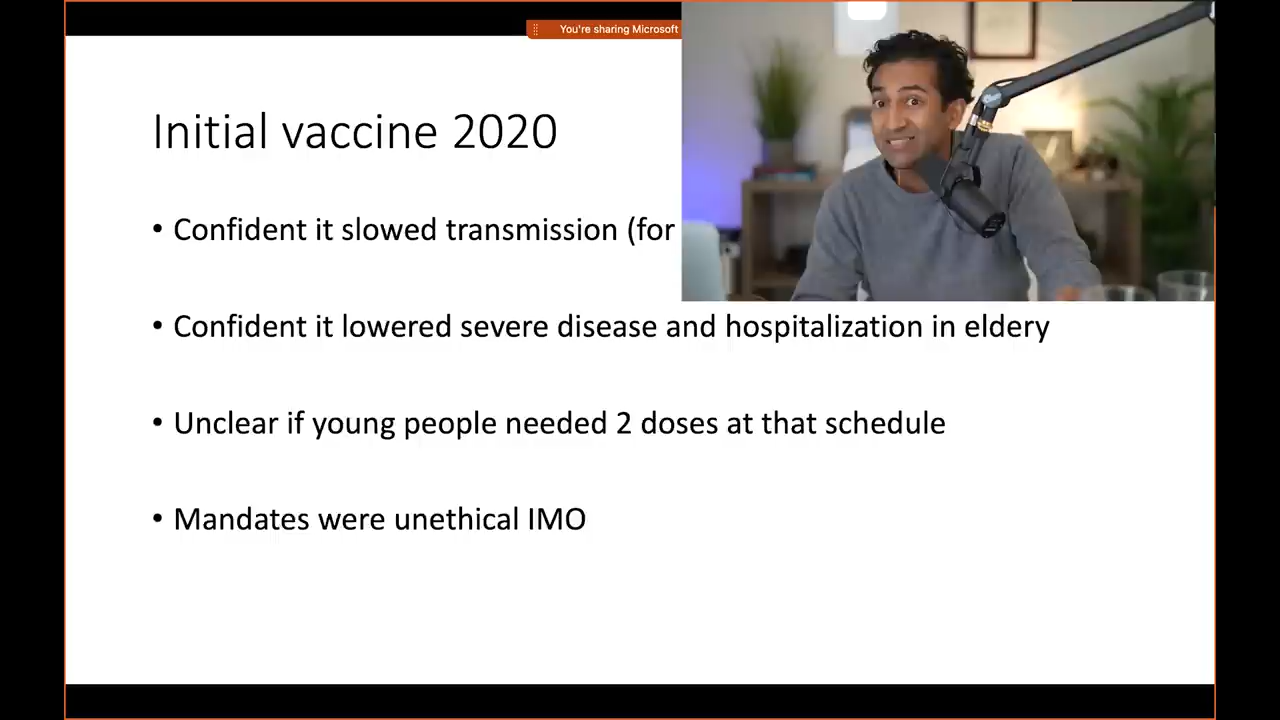 You're sharing Microsoft
Initial vaccine 2020
• Confident it slowed transmission (for
• Confident it lowered severe disease and hospitalization in eldery
• Unclear if young people needed 2 doses at that schedule
• Mandates were unethical IMO